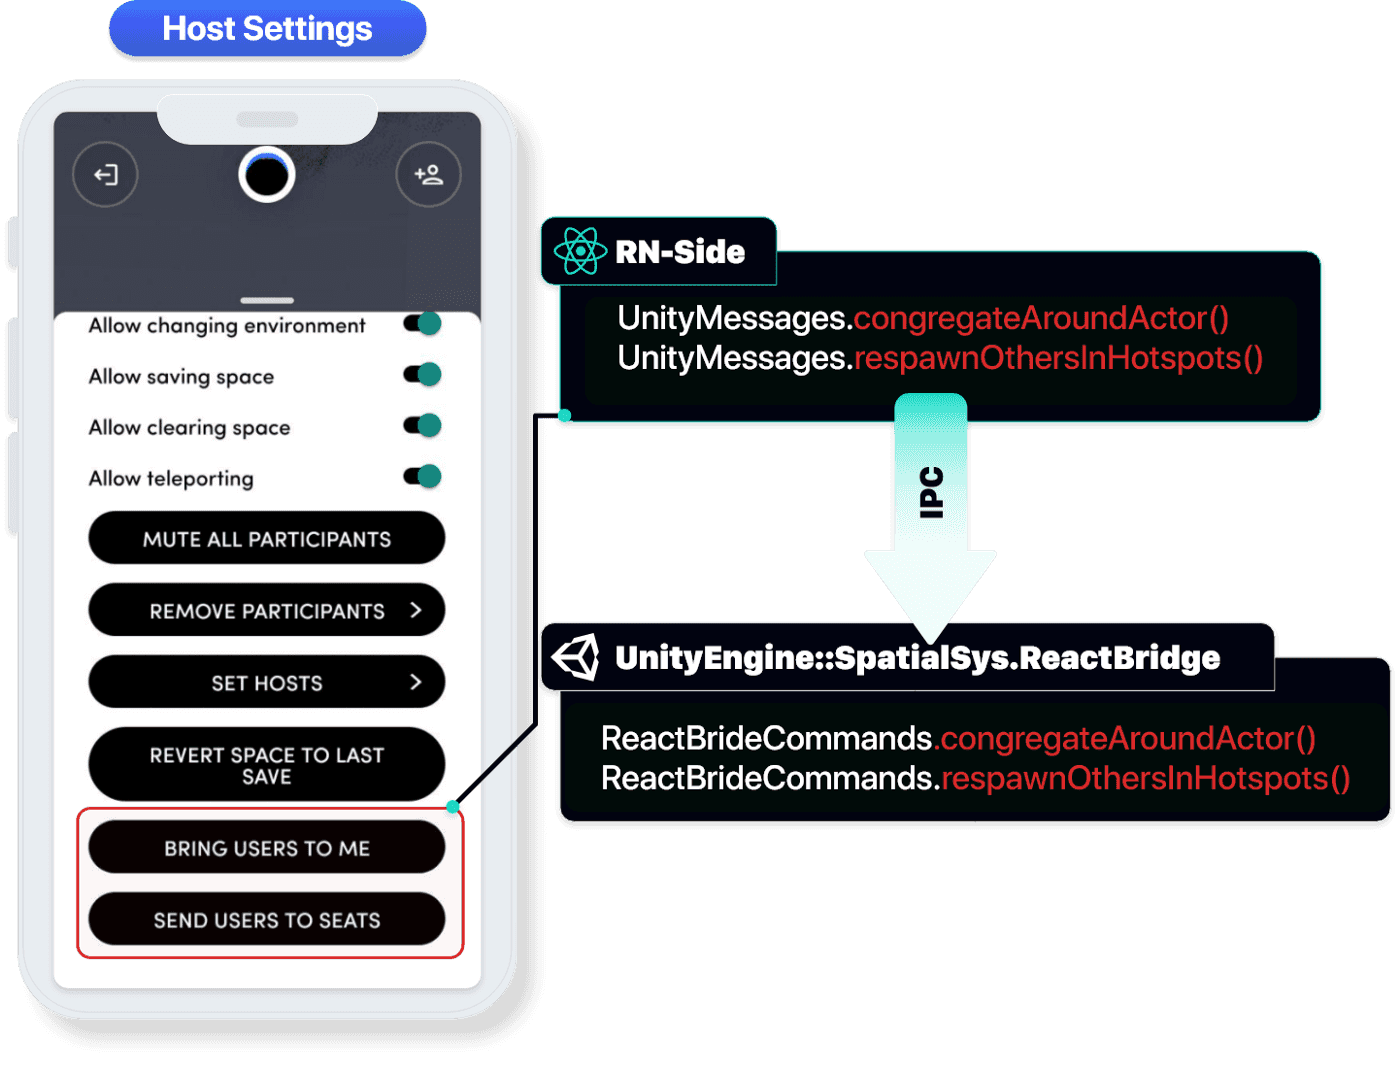 Host Settings
Allow changing environment
Allow saving space
Allow clearing space
Allow teleporting
MUTE ALL PARTICIPANTS
REMOVE PARTICIPANTS
SET HOSTS
REVERT SPACE TO LAST
SAVE
BRING USERS TO ME
SEND USERS TO SEATS
RN-Side
UnityMessages.congregateAroundActor()
UnityMessages.respawnOthersInHotspots()
IPC
UnityEngine::SpatialSys.ReactBridge
ReactBrideCommands.congregateAroundActor()
ReactBrideCommands.respawnOthersInHotspots()